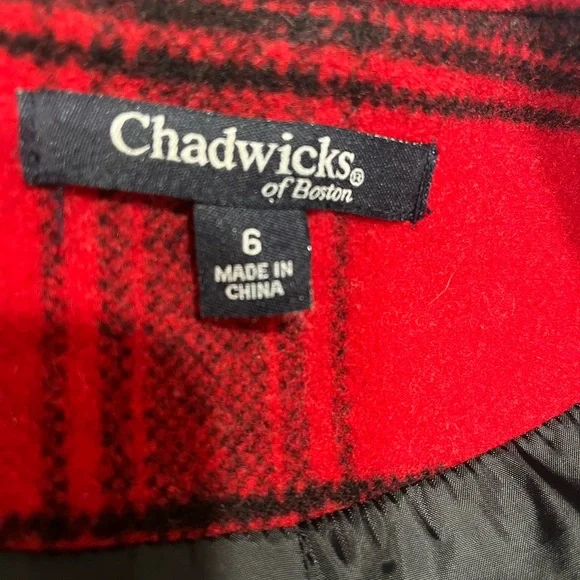 Chadwicks®
of Boston
6
MADE IN
CHINA